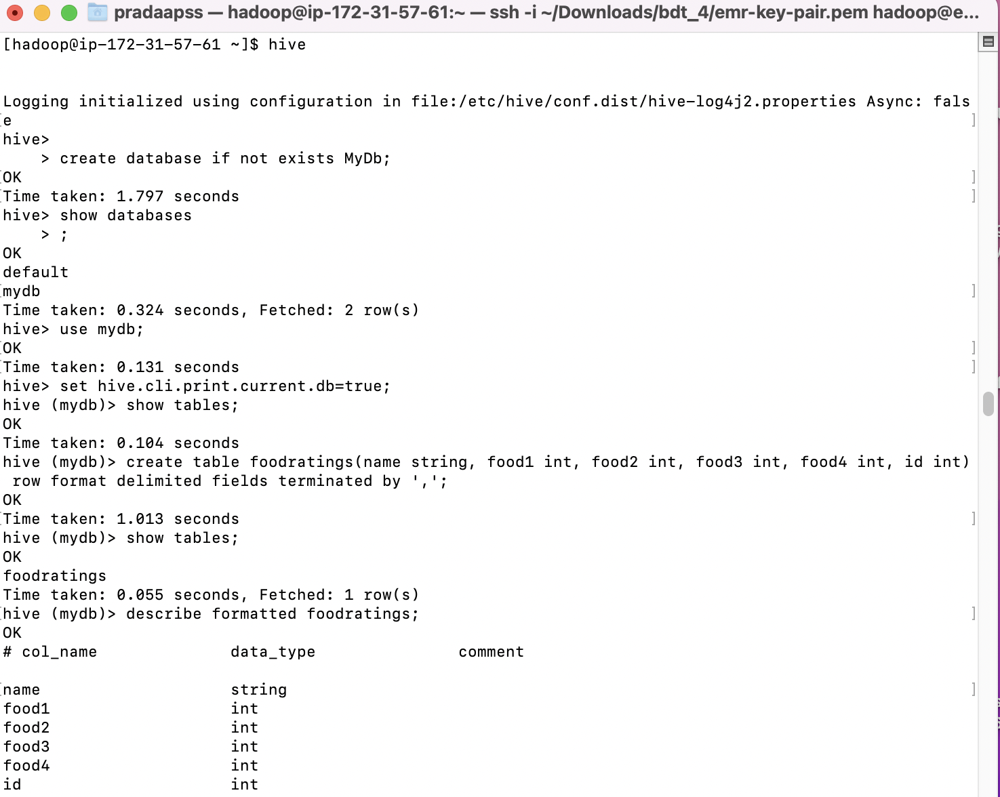 pradaapss — hadoop@ip-172-31-57-61:~ — ssh -i ~/Downloads/bdt_4/emr-key-pair.pem hadoop@e...
[hadoop@ip-172-31-57-61 ~]$ hive
Logging initialized using configuration in file:/etc/hive/conf.dist/hive-log4j2.properties Async: fals
e
hive>
    > create database if not exists MyDb;
OK
Time taken: 1.797 seconds
hive> show databases
    > ;
OK
default
mydb
Time taken: 0.324 seconds, Fetched: 2 row(s)
hive> use mydb;
OK
Time taken: 0.131 seconds
hive> set hive.cli.print.current.db=true;
hive (mydb)> show tables;
OK
Time taken: 0.104 seconds
hive (mydb)> create table foodratings(name string, food1 int, food2 int, food3 int, food4 int, id int)
 row format delimited fields terminated by ',';
OK
Time taken: 1.013 seconds
hive (mydb)> show tables;
OK
foodratings
Time taken: 0.055 seconds, Fetched: 1 row(s)
hive (mydb)> describe formatted foodratings;
OK
# col_name              data_type               comment
name                    string
food1                   int
food2                   int
food3                   int
food4                   int
id                      int